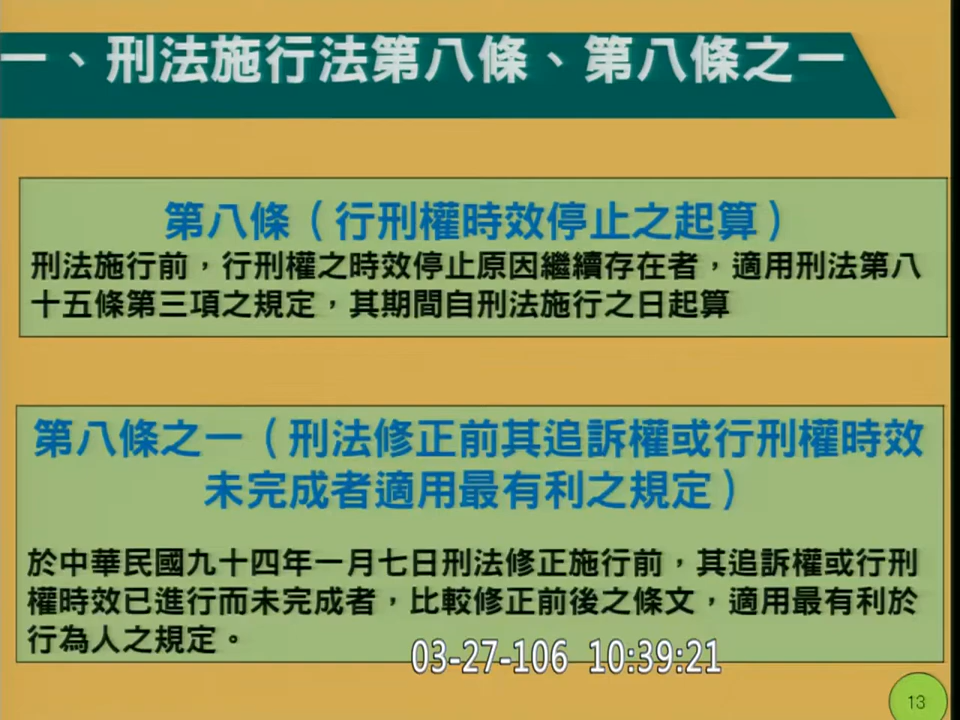 一、刑法施行法第八條、第八條之一
第八條（行刑權時效停止之起算）
刑法施行前，行刑權之時效停止原因繼續存在者，適用刑法第八
十五條第三項之規定，其期間自刑法施行之日起算
第八條之一（刑法修正前其追訴權或行刑權時效
未完成者適用最有利之規定）
於中華民國九十四年一月七日刑法修正施行前，其追訴權或行刑
權時效已進行而未完成者，比較修正前後之條文，適用最有利於
行為人之規定。
03-27-106 10:39:21
13